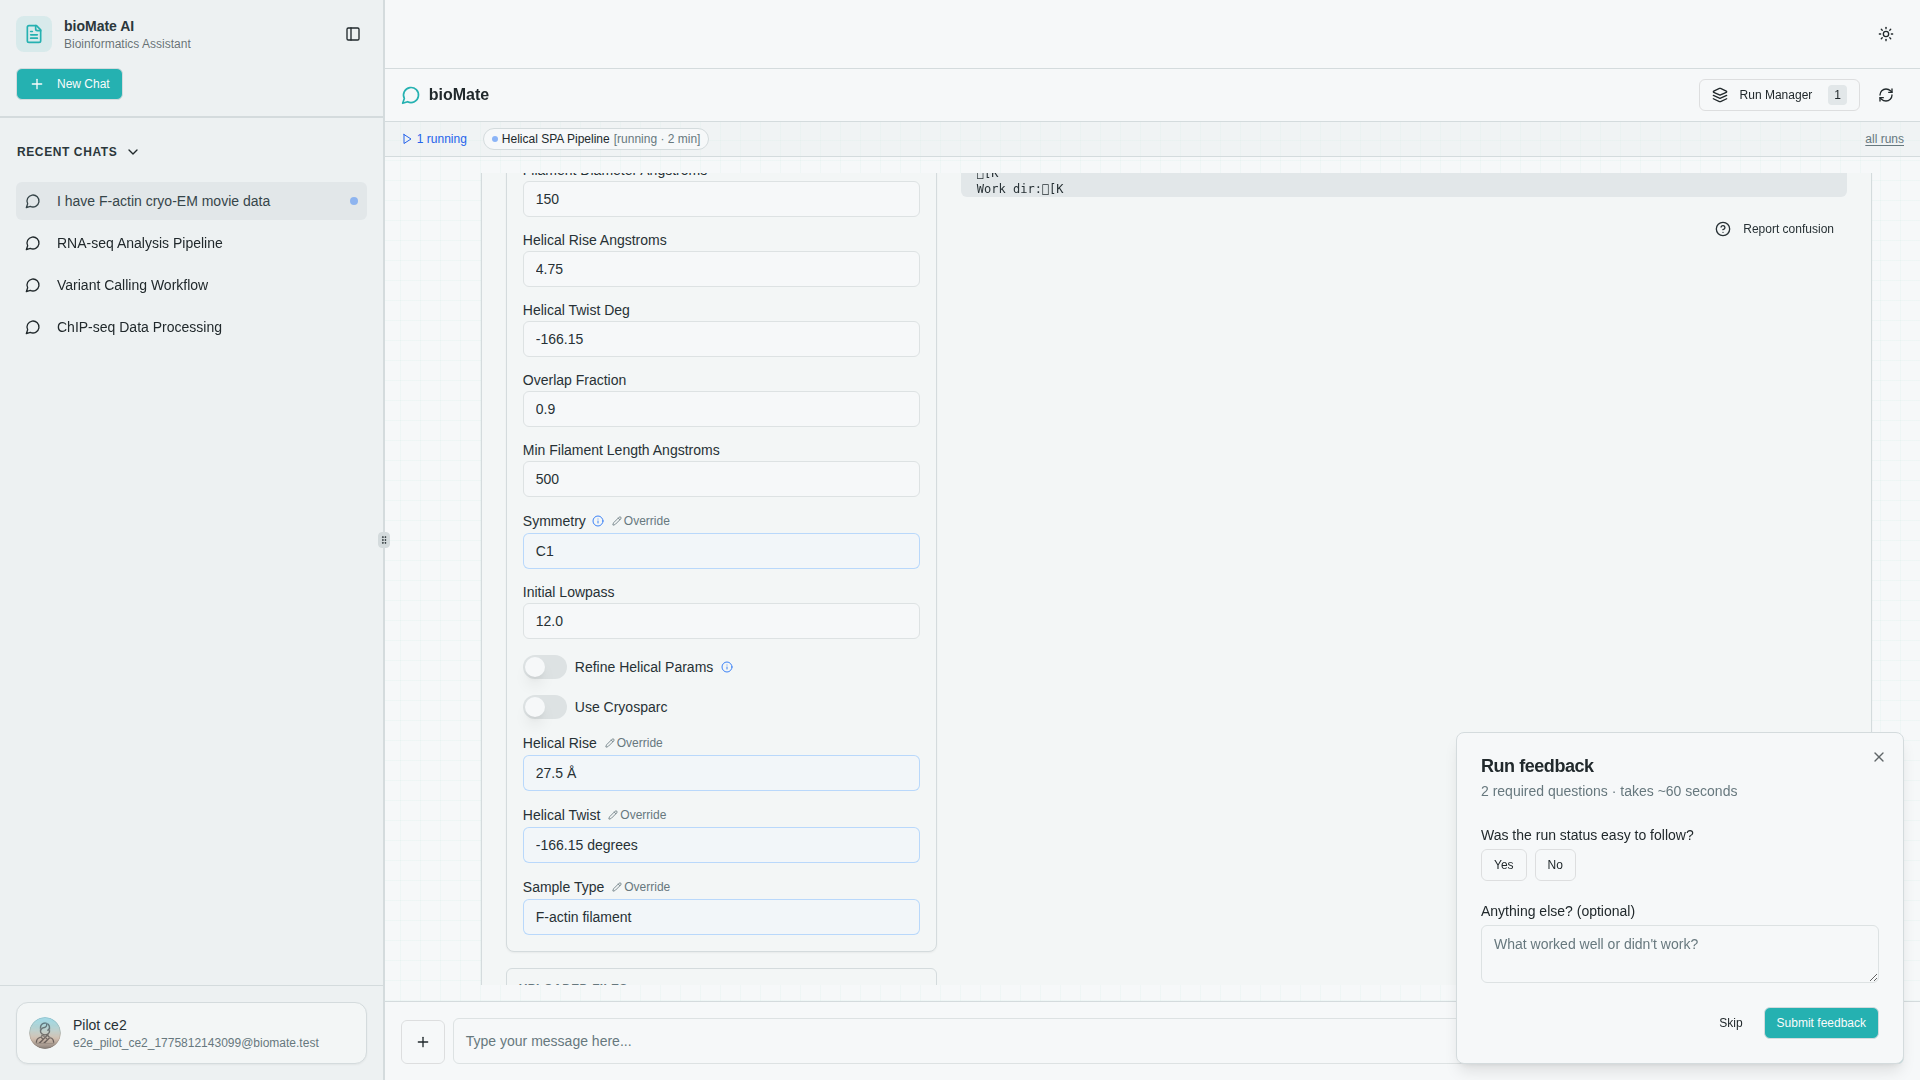 bioMate AI
Bioinformatics Assistant
New Chat
RECENT CHATS
I have F-actin cryo-EM movie data
RNA-seq Analysis Pipeline
Variant Calling Workflow
ChIP-seq Data Processing
Pilot ce2
e2e_pilot_ce2_1775812143099@biomate.test
bioMate
Run Manager 1
1 running
Helical SPA Pipeline [running · 2 min]
all runs
Filament Diameter Angstroms
150
Helical Rise Angstroms
4.75
Helical Twist Deg
-166.15
Overlap Fraction
0.9
Min Filament Length Angstroms
500
Symmetry Override
C1
Initial Lowpass
12.0
Refine Helical Params
Use Cryosparc
Helical Rise Override
27.5 Å
Helical Twist Override
-166.15 degrees
Sample Type Override
F-actin filament
UPLOADED FILES
□[K
Work dir:□[K
Report confusion
Type your message here...
Run feedback
2 required questions · takes ~60 seconds
Was the run status easy to follow?
Yes No
Anything else? (optional)
What worked well or didn't work?
Skip Submit feedback